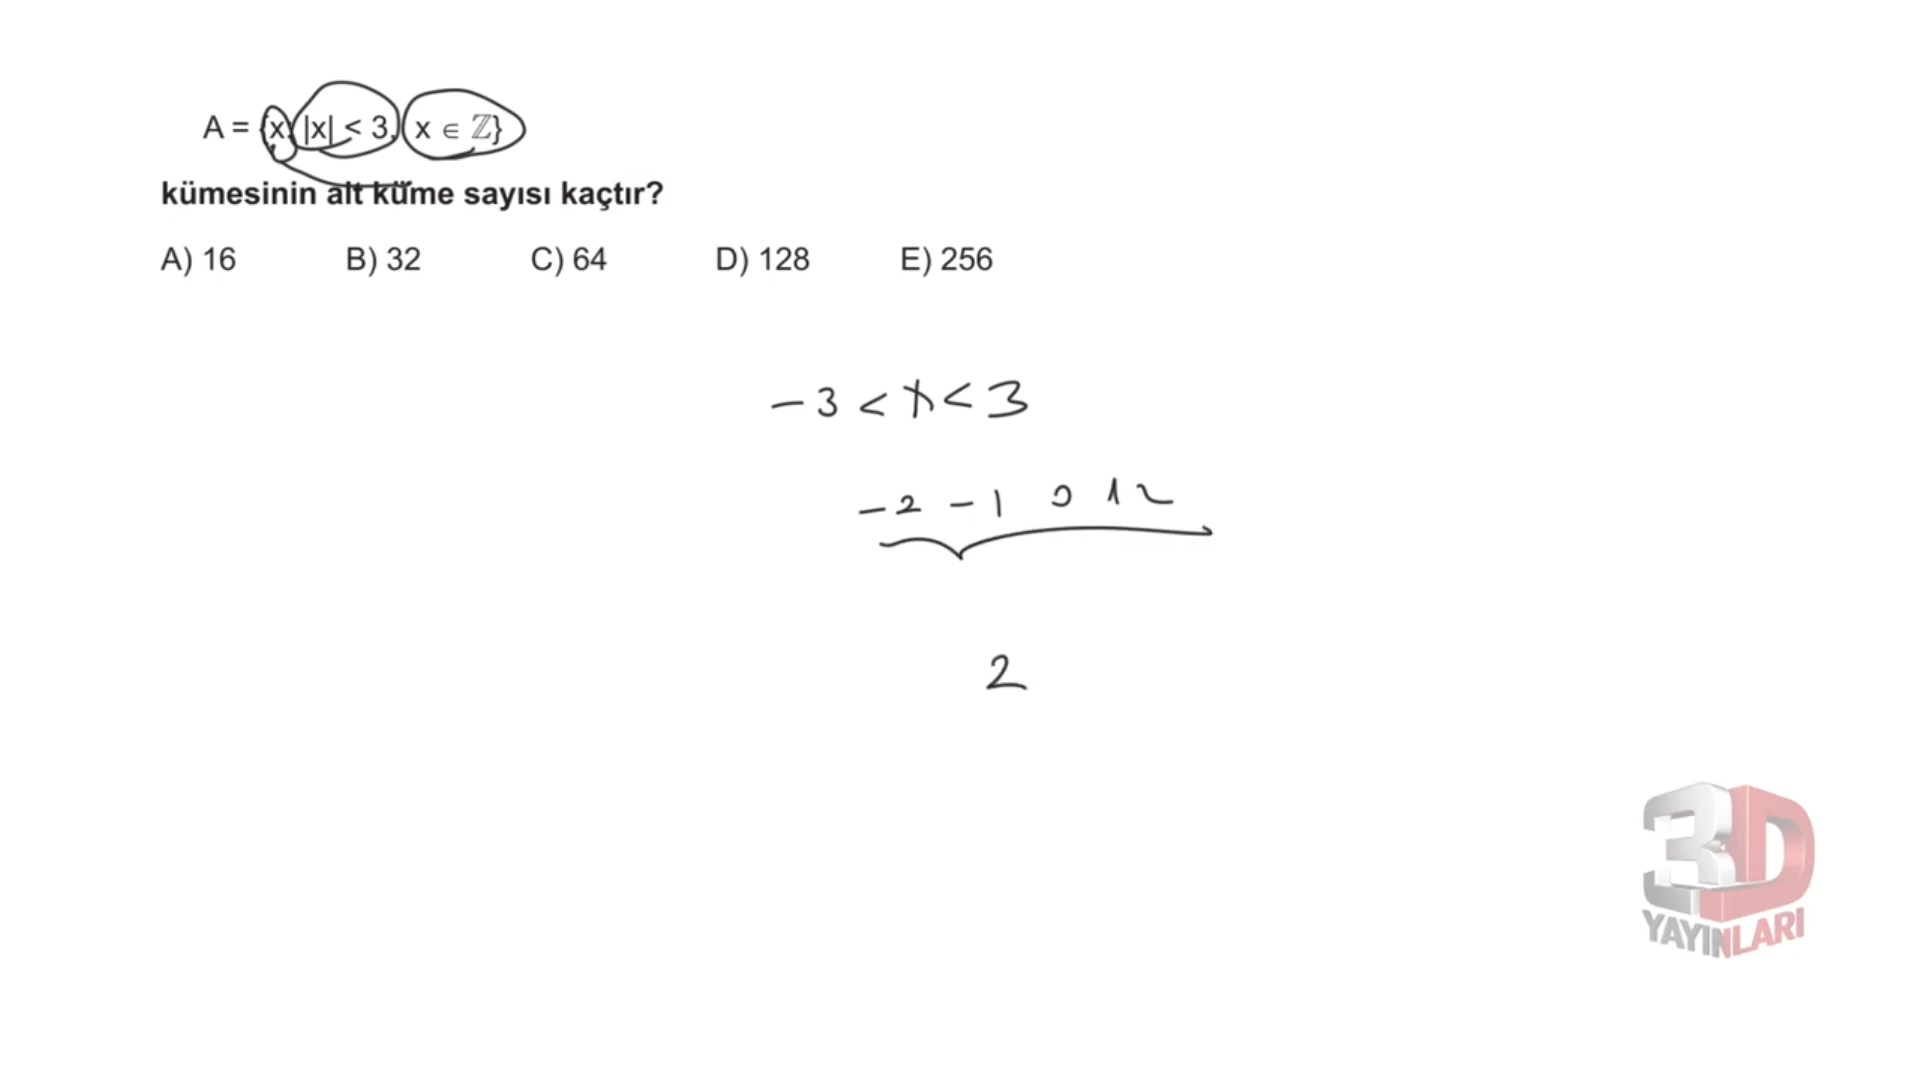 A = {x, |x| < 3, x ∈ ℤ}
kümesinin alt küme sayısı kaçtır?
A) 16 B) 32 C) 64 D) 128 E) 256
-3 < x < 3
-2 -1 0 1 2
2
3D
YAYINLARI